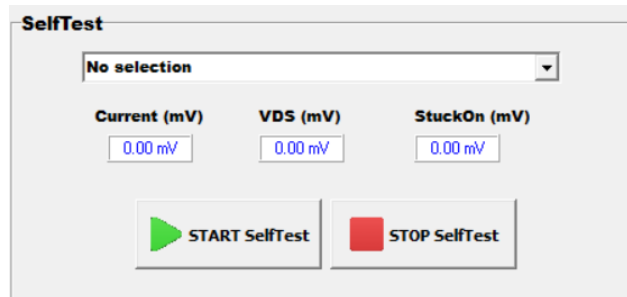 SelfTest
No selection
Current (mV) VDS (mV) StuckOn (mV)
0.00 mV 0.00 mV 0.00 mV
START SelfTest STOP SelfTest